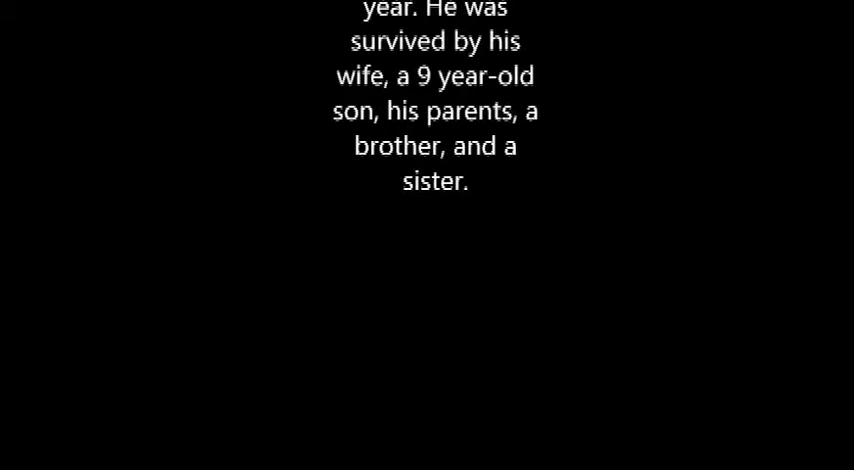 year. He was
survived by his
wife, a 9 year-old
son, his parents, a
brother, and a
sister.